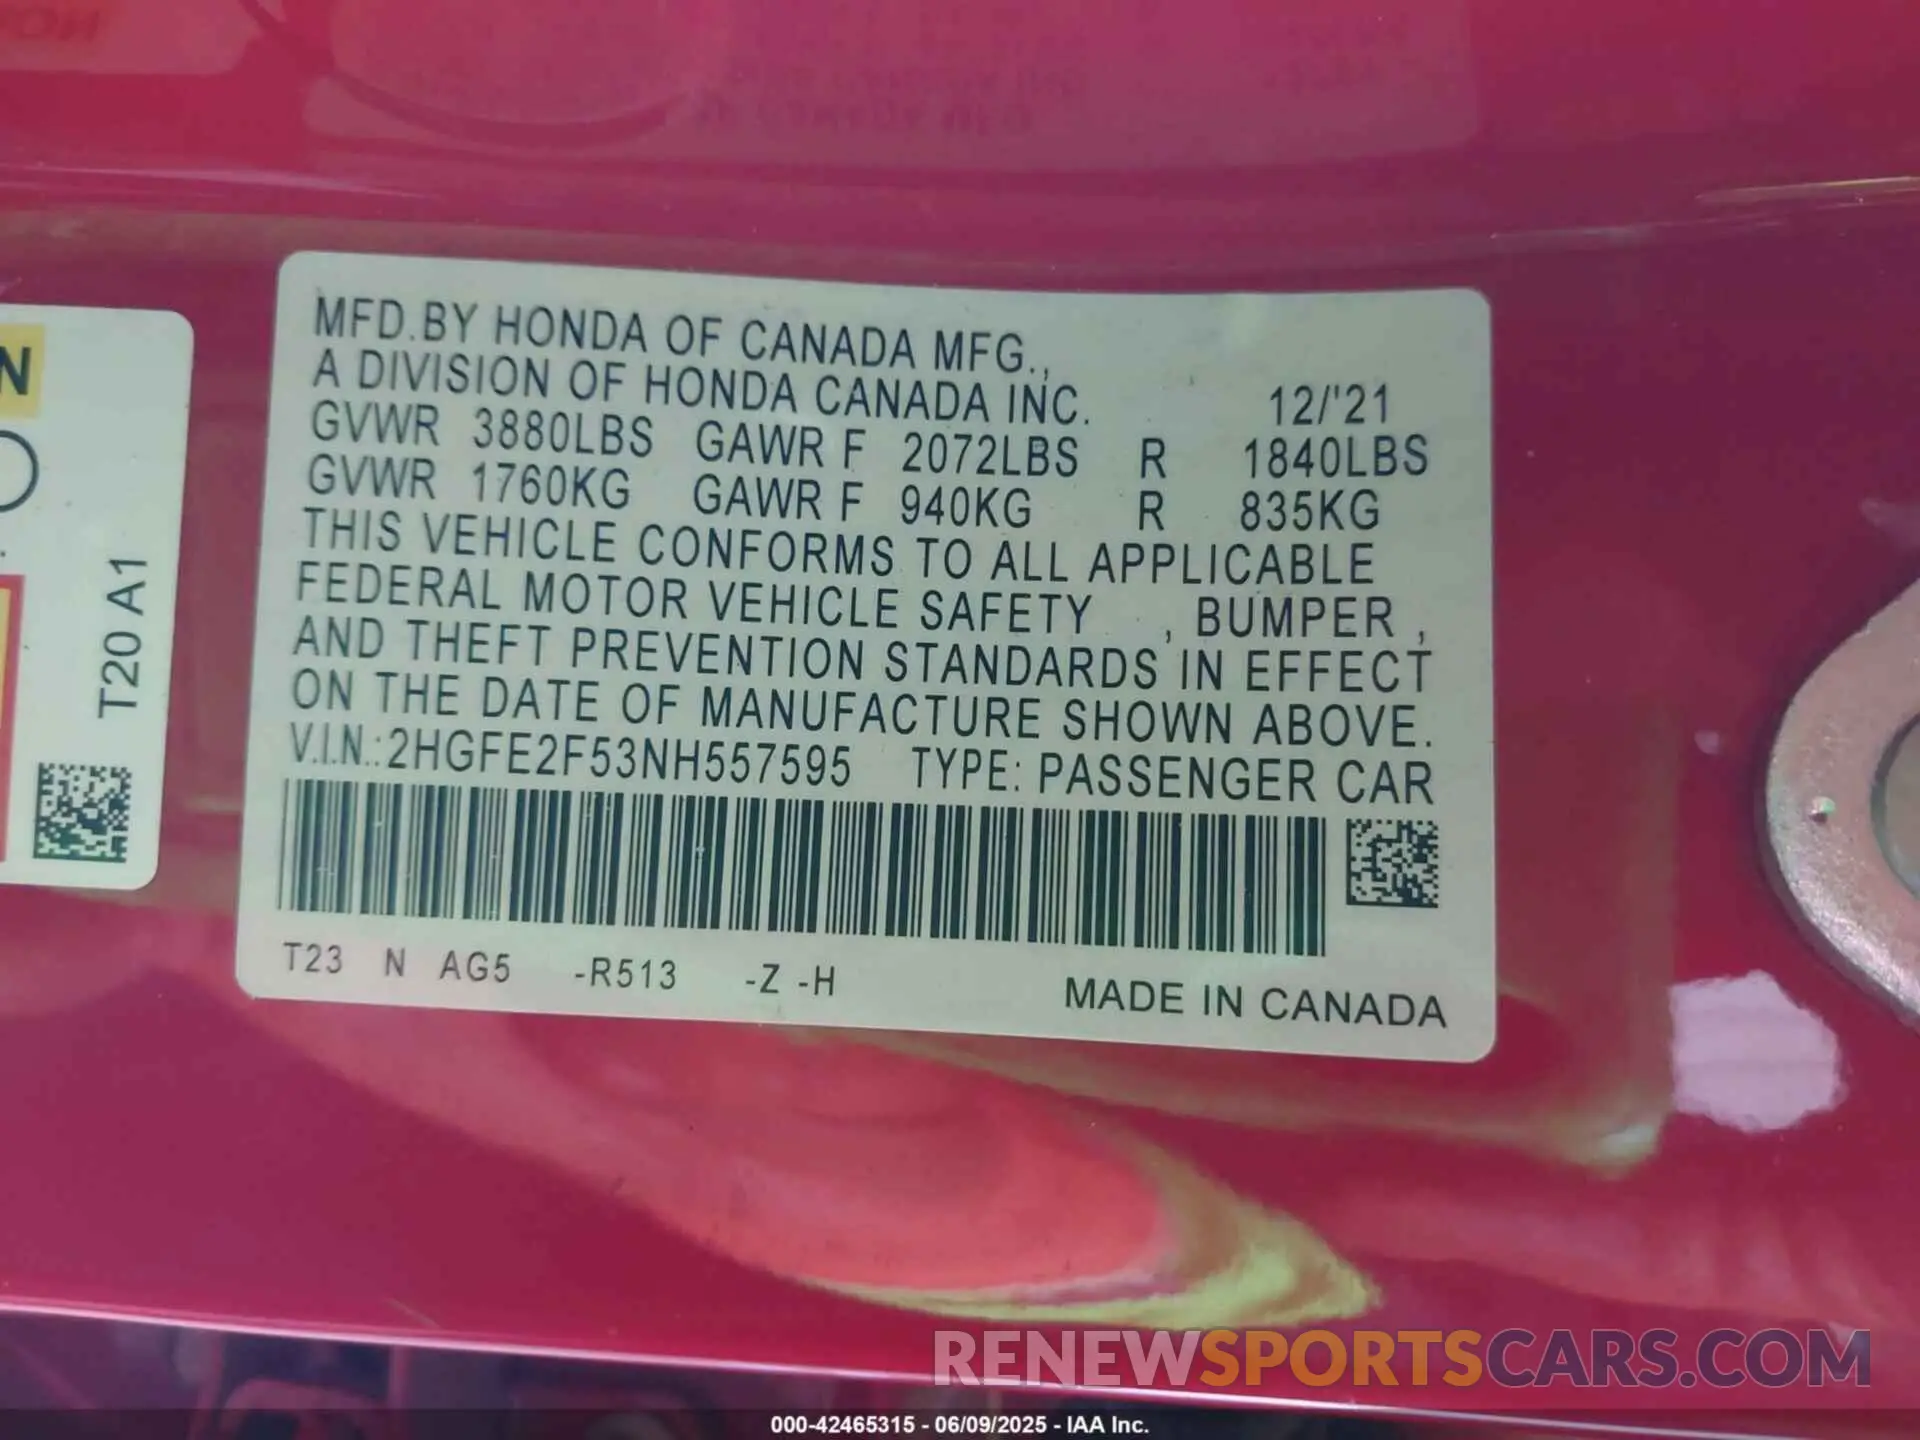 MFD.BY HONDA OF CANADA MFG.,
A DIVISION OF HONDA CANADA INC. 12/'21
GVWR 3880LBS GAWR F 2072LBS R 1840LBS
GVWR 1760KG GAWR F 940KG R 835KG
THIS VEHICLE CONFORMS TO ALL APPLICABLE
FEDERAL MOTOR VEHICLE SAFETY , BUMPER ,
AND THEFT PREVENTION STANDARDS IN EFFECT
ON THE DATE OF MANUFACTURE SHOWN ABOVE.
V.I.N.:2HGFE2F53NH557595 TYPE: PASSENGER CAR
T23 N AG5 -R513 -Z -H
MADE IN CANADA
T20 A1
RENEWSPORTSCARS.COM
000-42465315 - 06/09/2025 - IAA Inc.